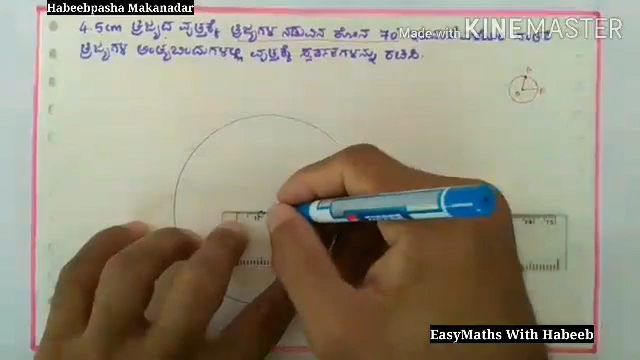 Habeebpasha Makanadar
Made with KINEMASTER
4.5cm ತ್ರಿಜ್ಯದ ವೃತ್ತಕ್ಕೆ ತ್ರಿಜ್ಯಗಳ ನಡುವಿನ ಕೋನ 70
ತ್ರಿಜ್ಯಗಳ ಅಂತ್ಯಬಿಂದುಗಳಲ್ಲಿ ವೃತ್ತಕ್ಕೆ ಸ್ಪರ್ಶಕಗಳನ್ನು ರಚಿಸಿ.
EasyMaths With Habeeb